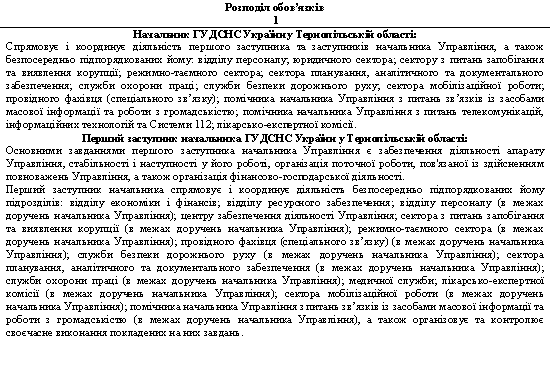 Розподіл обов’язків
1
Начальник ГУ ДСНС України у Тернопільській області:
Спрямовує і координує діяльність першого заступника та заступників начальника Управління, а також
безпосередньо підпорядкованих йому: відділу персоналу; юридичного сектора; сектору з питань запобігання
та виявлення корупції; режимно-таємного сектора; сектора планування, аналітичного та документального
забезпечення; служби охорони праці; служби безпеки дорожнього руху; сектора мобілізаційної роботи;
провідного фахівця (спеціального зв’язку); помічника начальника Управління з питань зв’язків із засобами
масової інформації та роботи з громадськістю; помічника начальника Управління з питань телекомунікацій,
інформаційних технологій та Системи 112; лікарсько-експертної комісії.
Перший заступник начальника ГУ ДСНС України у Тернопільській області:
Основними завданнями першого заступника начальника Управління є забезпечення діяльності апарату
Управління, стабільності і наступності у його роботі, організація поточної роботи, пов'язаної із здійсненням
повноважень Управління, а також організація фінансово-господарської діяльності.
Перший заступник начальника спрямовує і координує діяльність безпосередньо підпорядкованих йому
підрозділів: відділу економіки і фінансів; відділу ресурсного забезпечення; відділу персоналу (в межах
доручень начальника Управління); центру забезпечення діяльності Управління; сектора з питань запобігання
та виявлення корупції (в межах доручень начальника Управління); режимно-таємного сектора (в межах
доручень начальника Управління); провідного фахівця (спеціального зв’язку) (в межах доручень начальника
Управління); служби безпеки дорожнього руху (в межах доручень начальника Управління); сектора
планування, аналітичного та документального забезпечення (в межах доручень начальника Управління);
служби охорони праці (в межах доручень начальника Управління); медичної служби; лікарсько-експертної
комісії (в межах доручень начальника Управління); сектора мобілізаційної роботи (в межах доручень
начальника Управління); помічника начальника Управління з питань зв’язків із засобами масової інформації та
роботи з громадськістю (в межах доручень начальника Управління), а також організовує та контролює
своєчасне виконання покладених на них завдань.